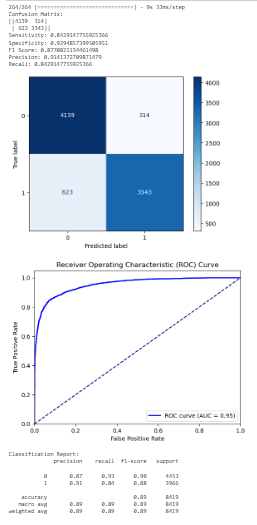 264/264 [==============================] - 9s 33ms/step
Confusion Matrix:
[[4139 314]
[ 623 3343]]
Sensitivity: 0.8429147755925366
Specificity: 0.9294857399505951
F1 Score: 0.8770825134461498
Precision: 0.9141372709871479
Recall: 0.8429147755925366
4139 314
623 3343
0
1
0 1
True label
Predicted label
4000
3500
3000
2500
2000
1500
1000
500
Receiver Operating Characteristic (ROC) Curve
1.0
0.8
0.6
0.4
0.2
0.0
True Positive Rate
ROC curve (AUC = 0.95)
0.0 0.2 0.4 0.6 0.8 1.0
False Positive Rate
Classification Report:
precision recall f1-score support
0 0.87 0.93 0.90 4453
1 0.91 0.84 0.88 3966
accuracy 0.89 8419
macro avg 0.89 0.89 0.89 8419
weighted avg 0.89 0.89 0.89 8419